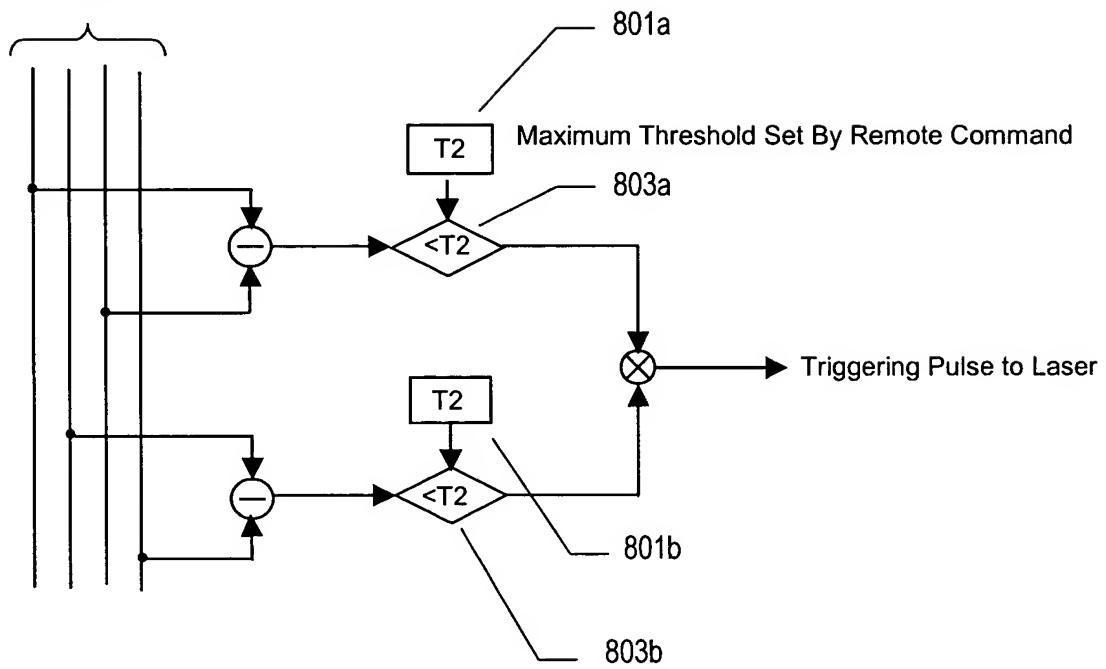 801a
T2
Maximum Threshold Set By Remote Command
803a
<T2
Triggering Pulse to Laser
T2
<T2
801b
803b